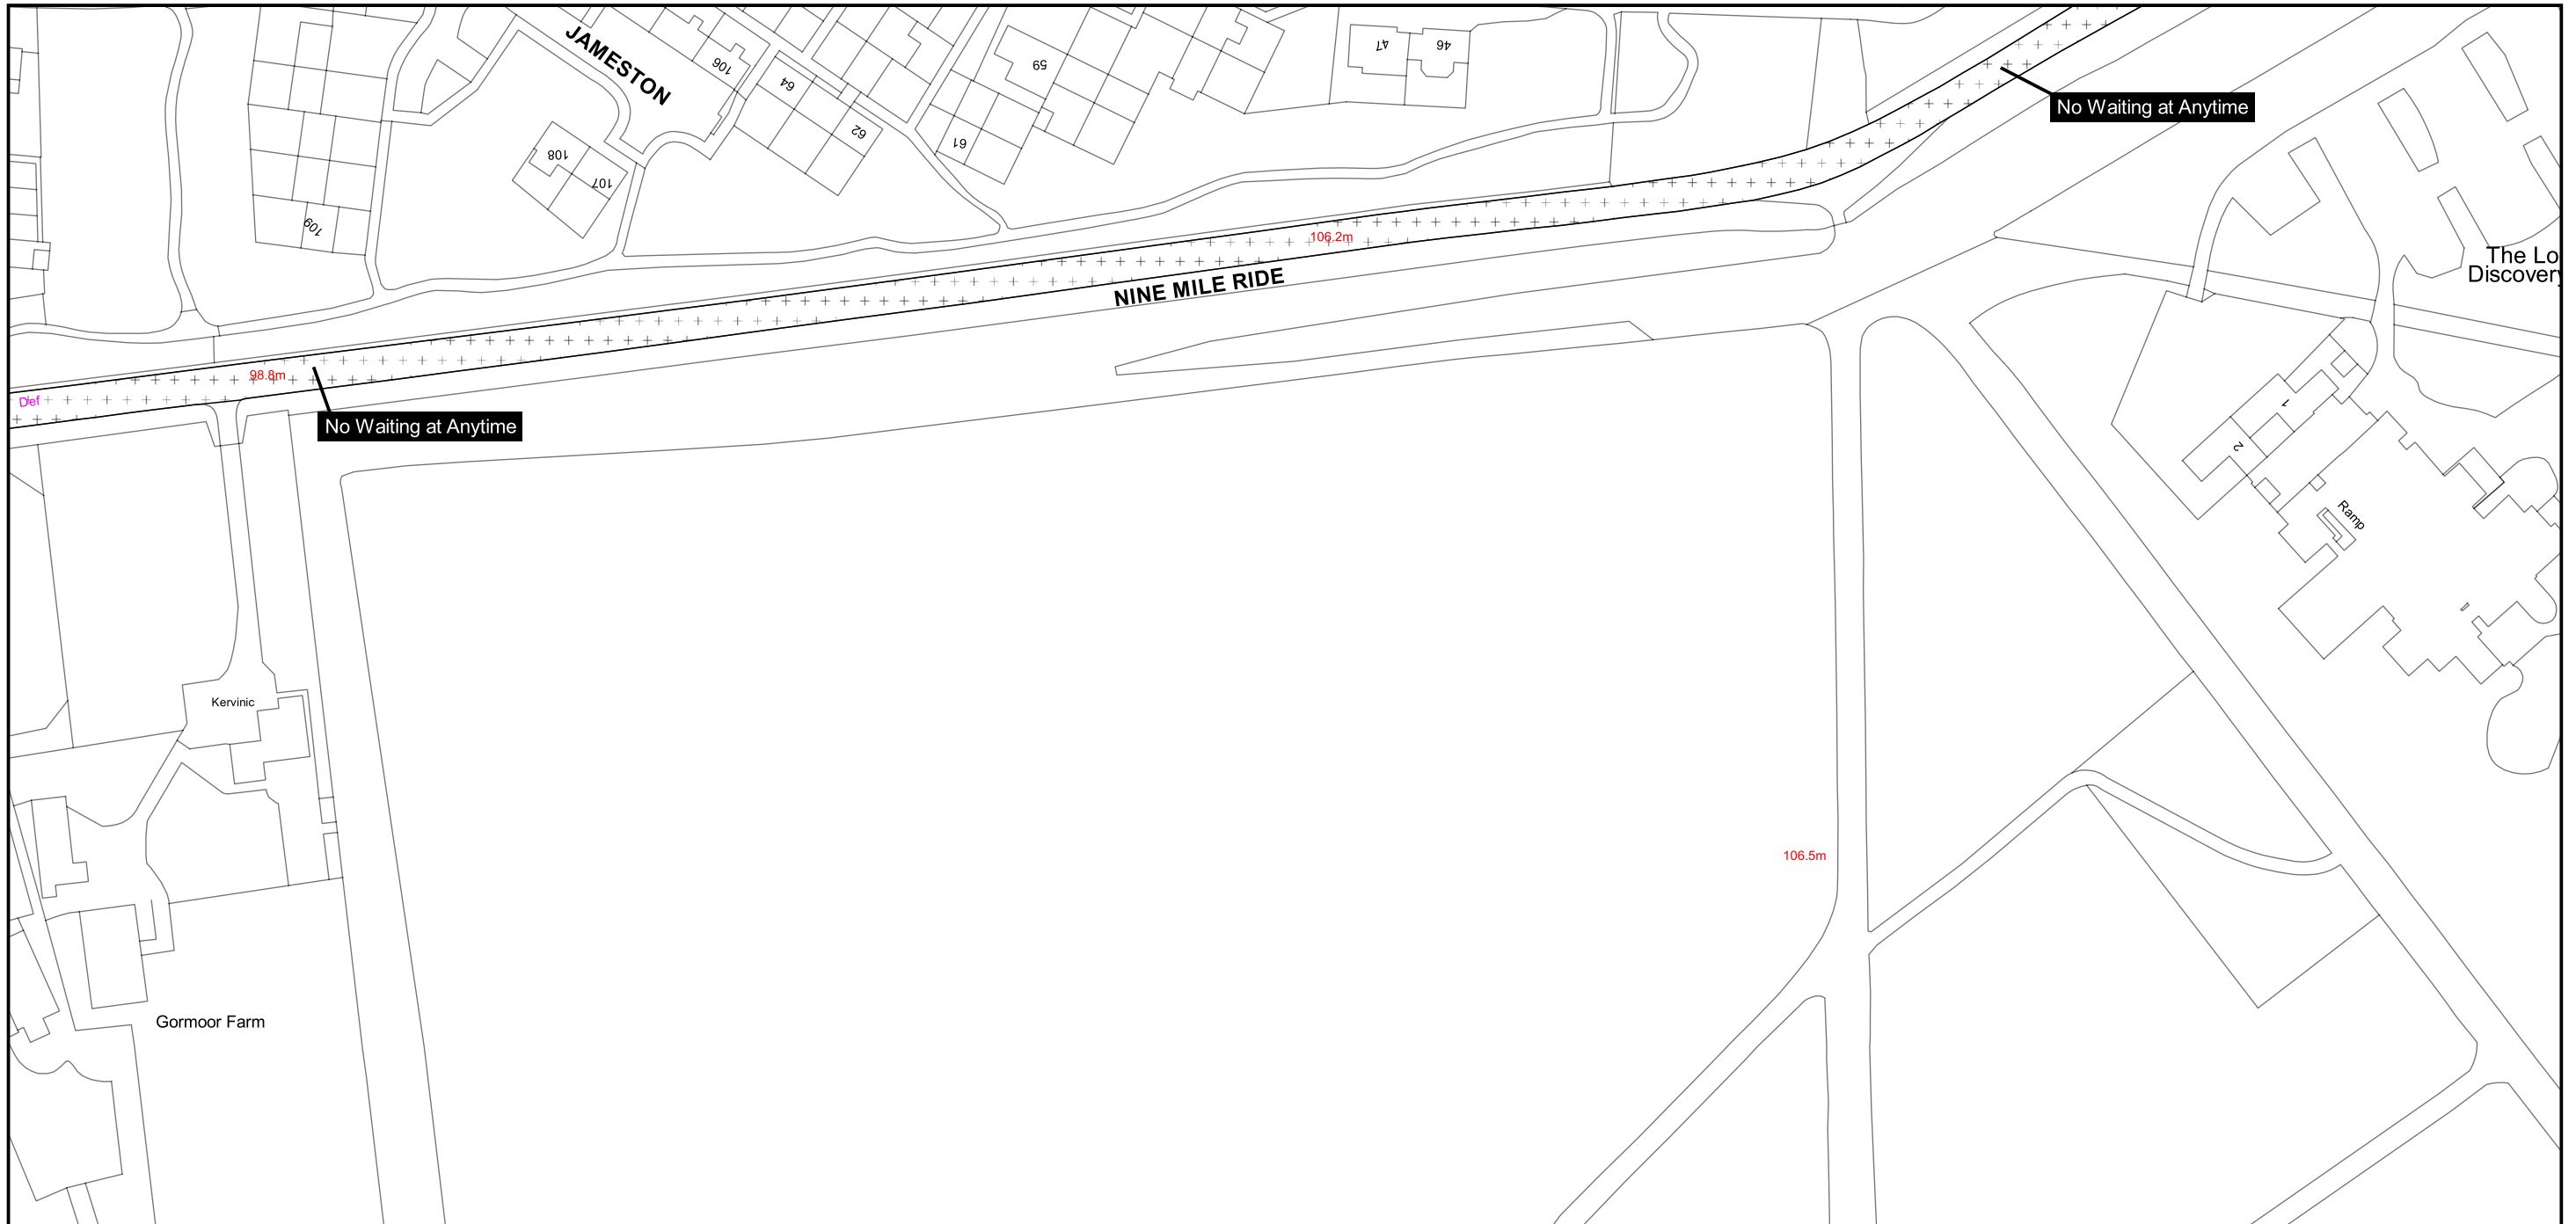 JAMESTON
106
64
62
59
61
47
46
108
107
109
No Waiting at Anytime
106.2m
NINE MILE RIDE
The Lo
Discovery
98.8m
Def
No Waiting at Anytime
1
2
Ramp
Kervinic
106.5m
Gormoor Farm